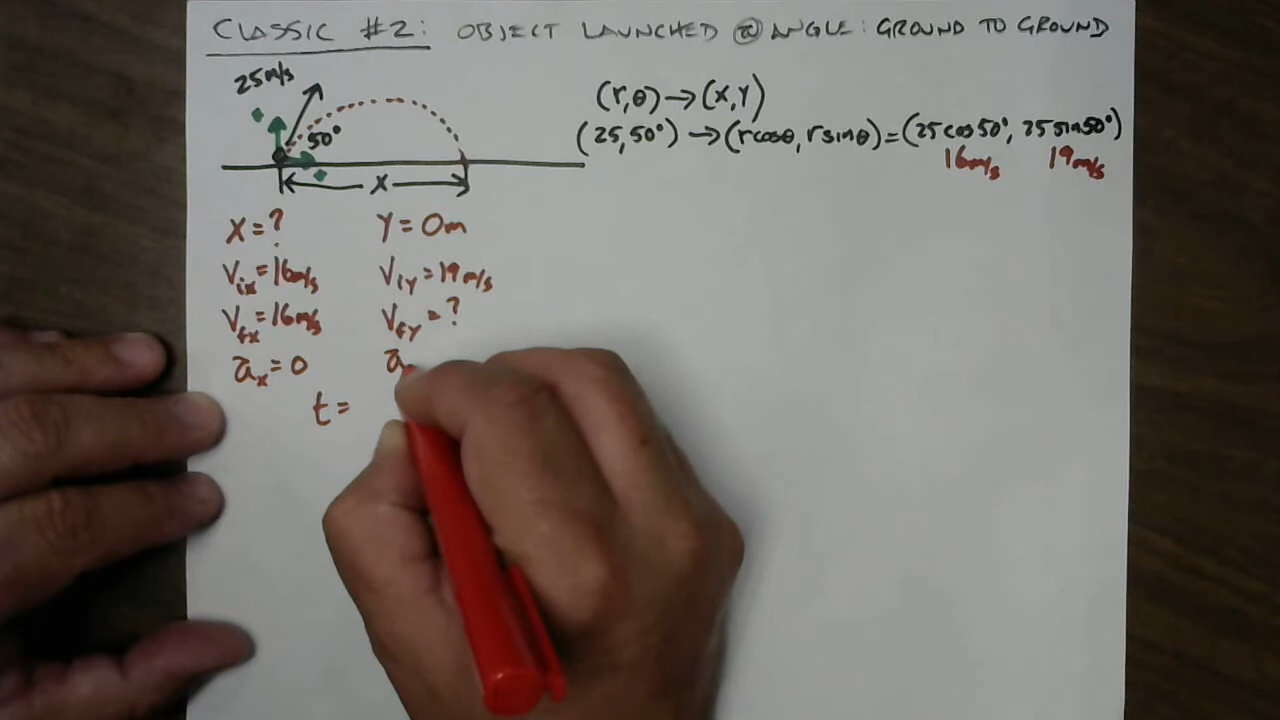 CLASSIC #2: OBJECT LAUNCHED @ ANGLE: GROUND TO GROUND
25m/s
50°
X
(r,θ)→(X,Y)
(25,50°)→(rcosθ, rsinθ)=(25cos50°, 25sin50°)
16m/s 19m/s
X=? Y=0m
Vix=16m/s Viy=19m/s
Vfx=16m/s Vfy=?
ax=0 a
t=